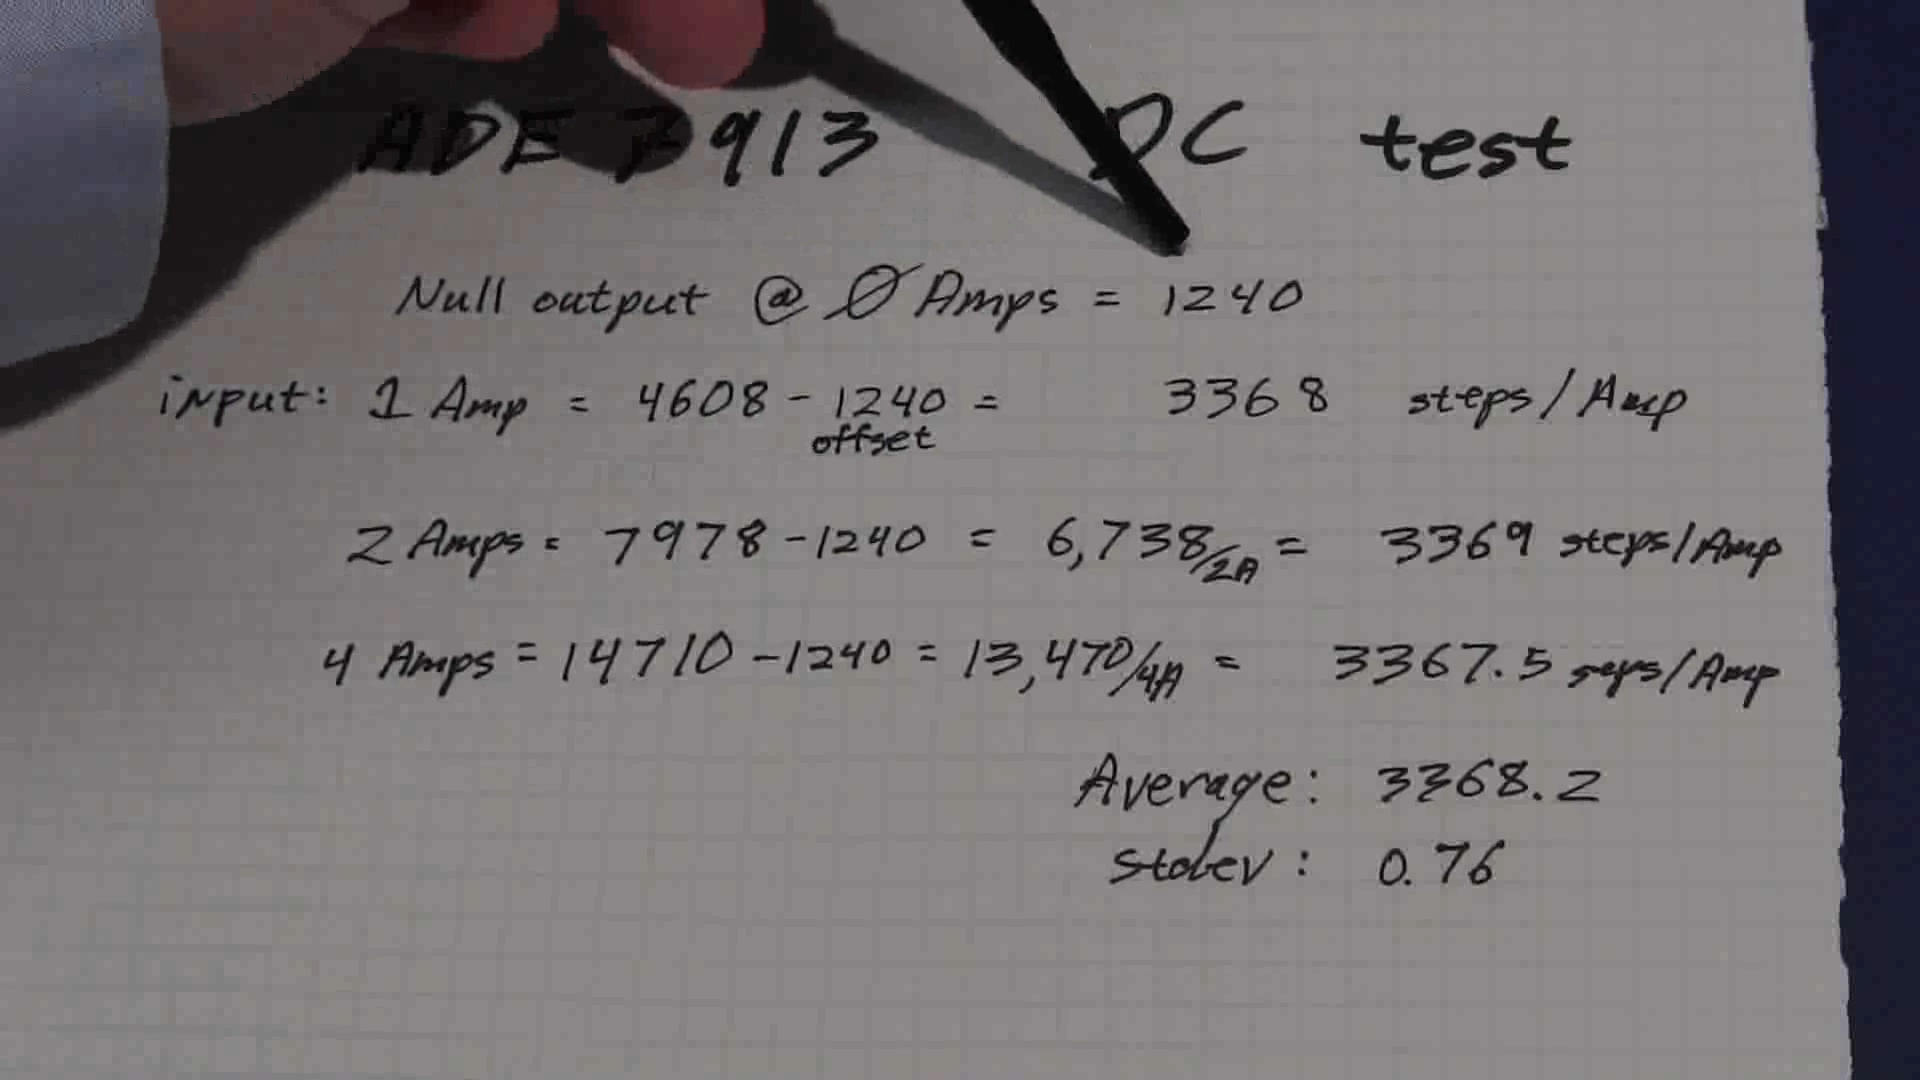 ADE 7913 DC test
Null output @ 0 Amps = 1240
input: 1 Amp = 4608 - 1240 = 3368 steps/Amp
offset
2 Amps = 7978 - 1240 = 6,738/2A = 3369 steps/Amp
4 Amps = 14710 - 1240 = 13,470/4A = 3367.5 steps/Amp
Average: 3368.2
stdev: 0.76